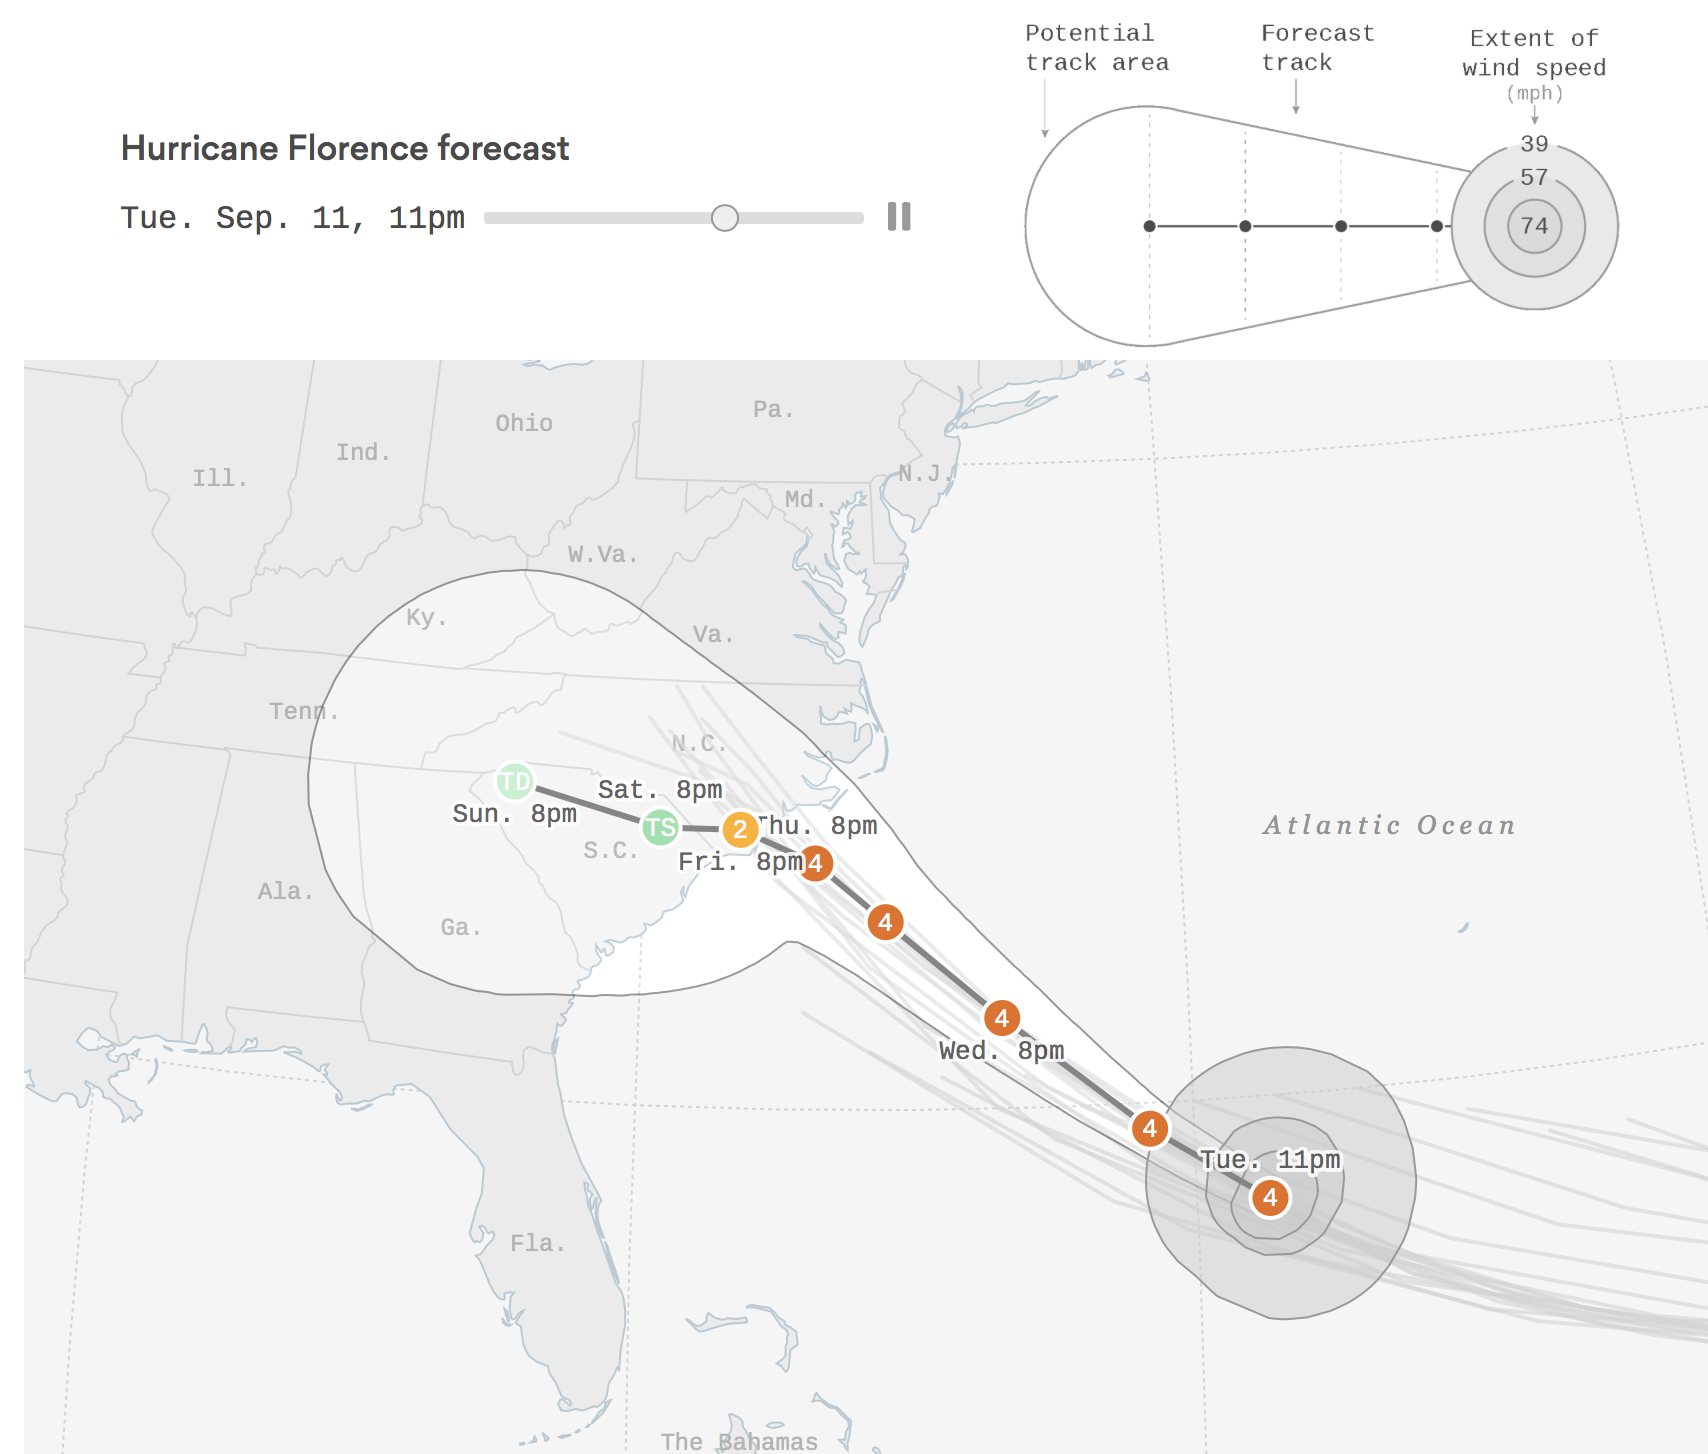 Potential
track area
Forecast
track
Extent of
wind speed
(mph)
39
57
74
Hurricane Florence forecast
Tue. Sep. 11, 11pm
Pa.
Ohio
Ind.
Ill.
N.J.
Md.
W.Va.
Ky.
Va.
Tenn.
N.C.
TD
Sat. 8pm
Sun. 8pm
TS
2
Thu. 8pm
S.C.
Fri. 8pm
4
Atlantic Ocean
Ala.
Ga.
4
4
Wed. 8pm
4
Tue. 11pm
4
Fla.
The Bahamas